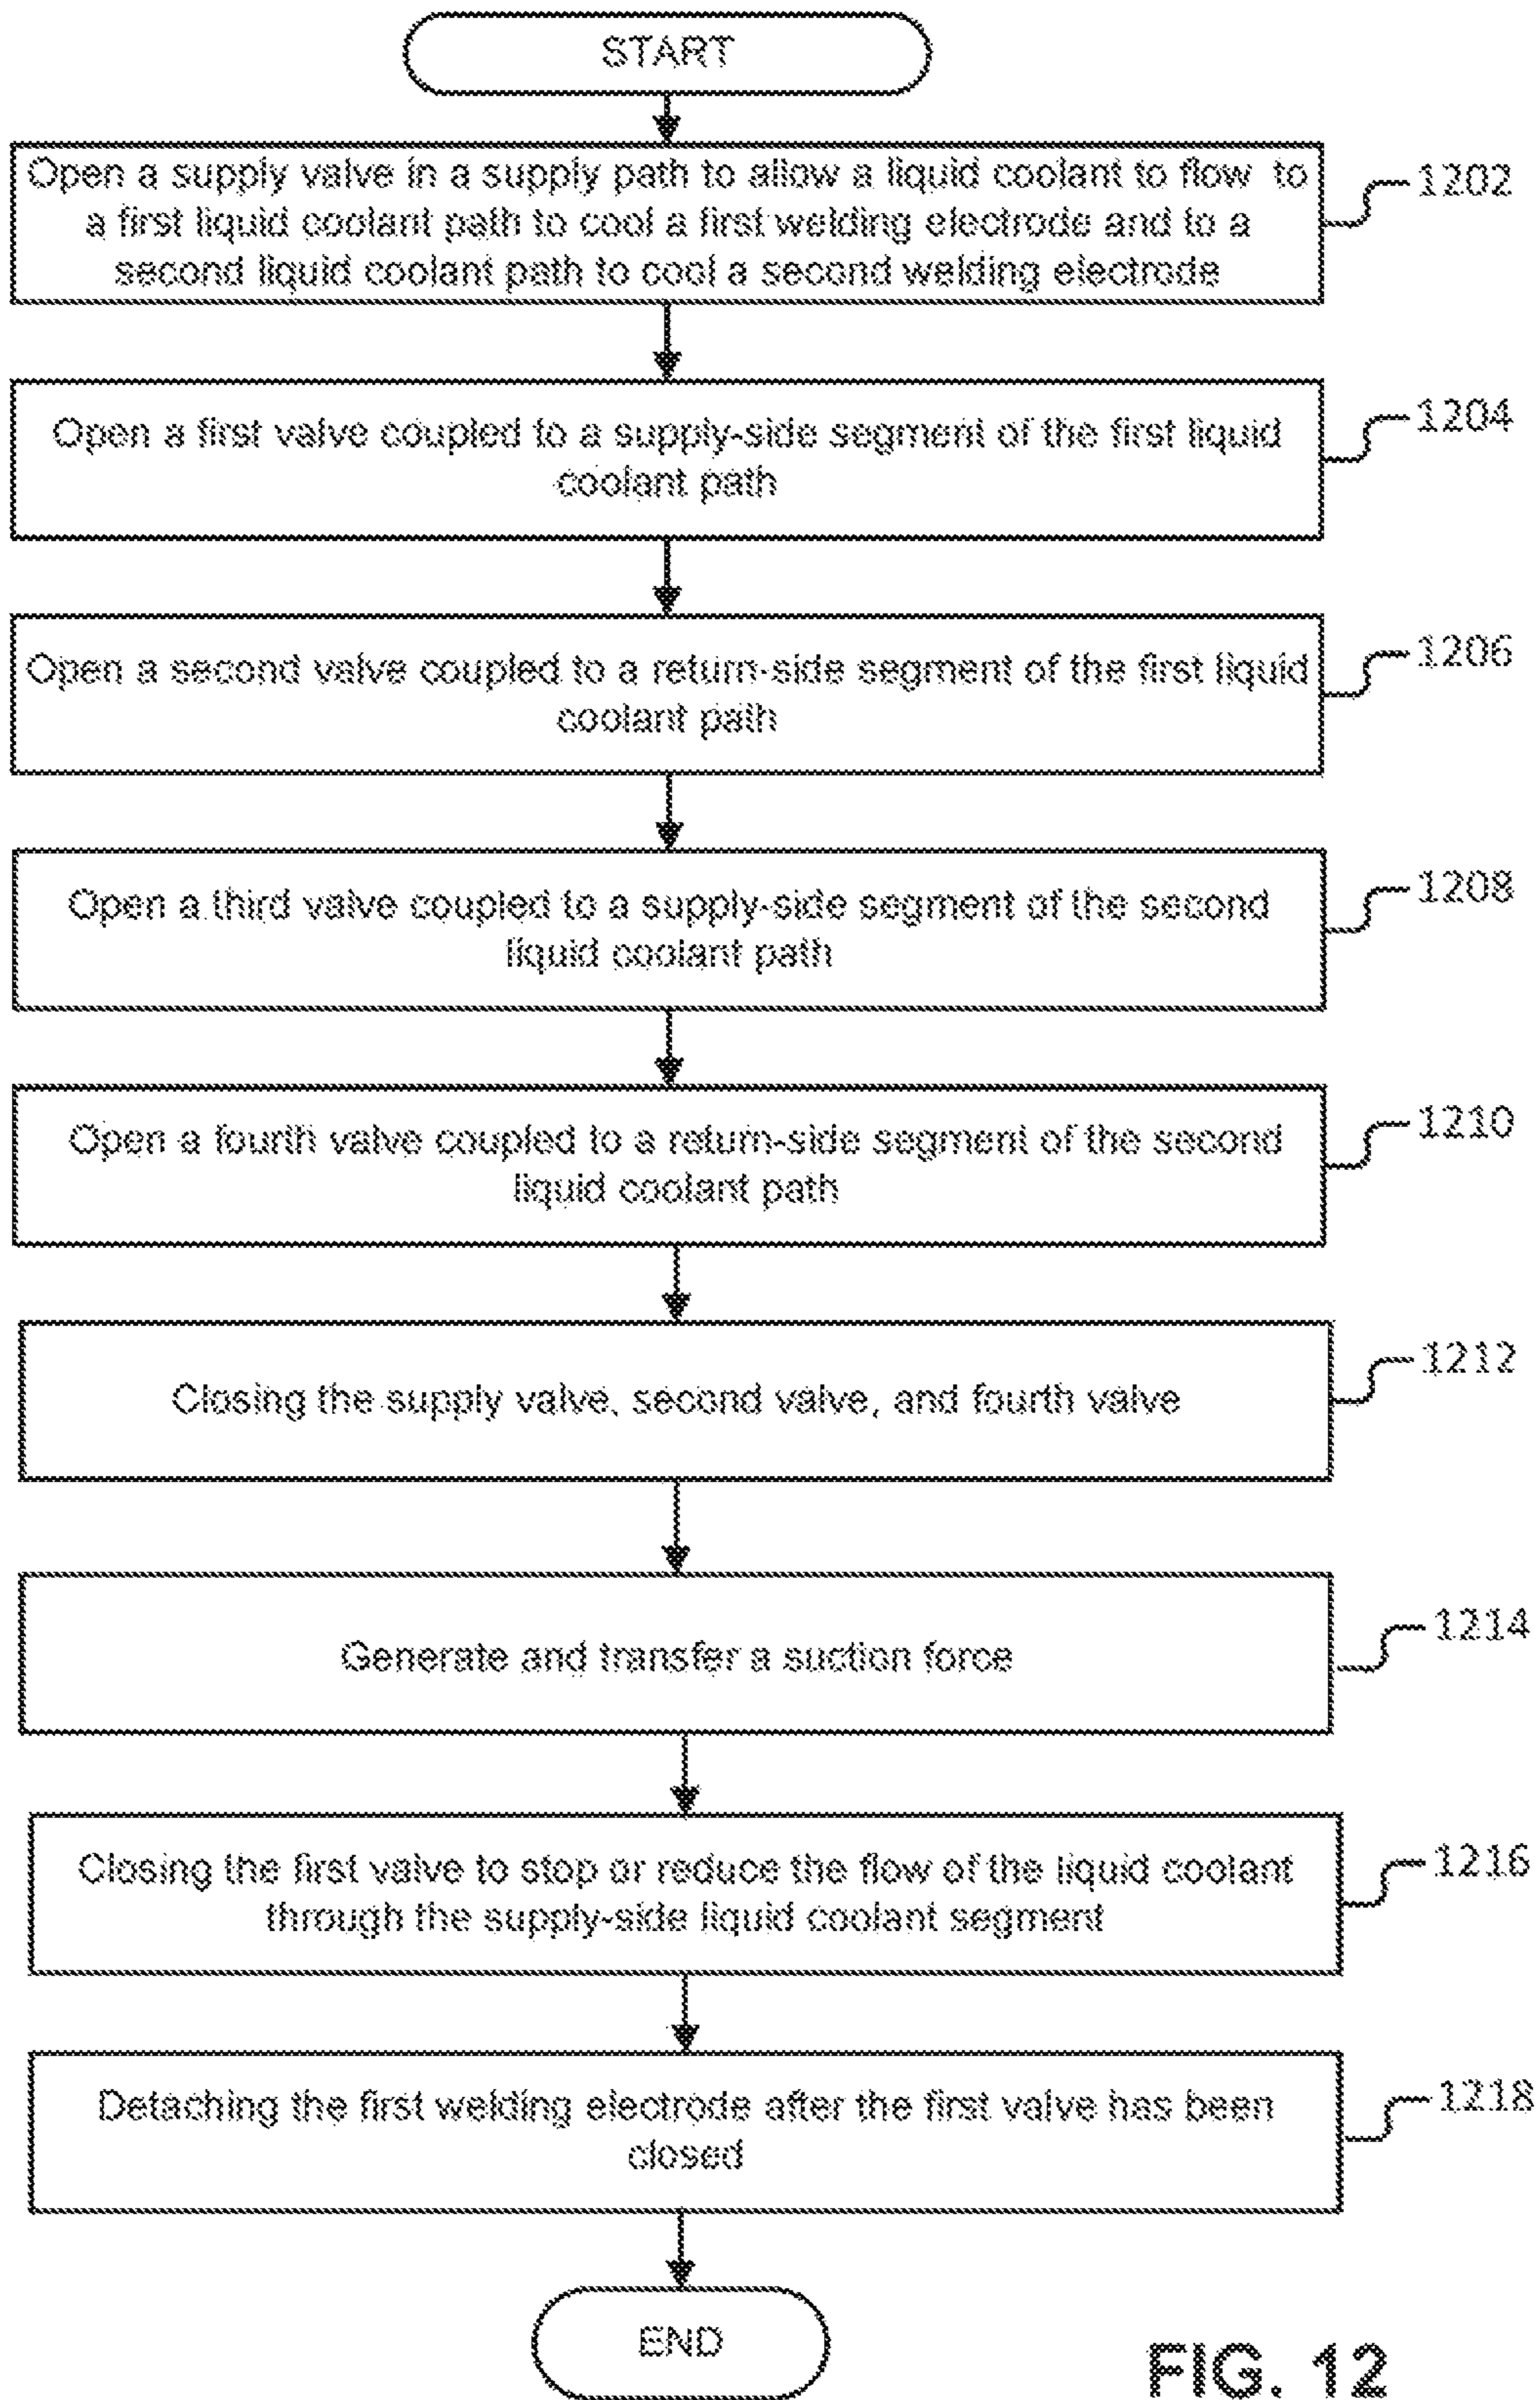 START
Open a supply valve in a supply path to allow a liquid coolant to flow to
a first liquid coolant path to cool a first welding electrode and to a
second liquid coolant path to cool a second welding electrode
1202
Open a first valve coupled to a supply-side segment of the first liquid
coolant path
1204
Open a second valve coupled to a return-side segment of the first liquid
coolant path
1206
Open a third valve coupled to a supply-side segment of the second
liquid coolant path
1208
Open a fourth valve coupled to a return-side segment of the second
liquid coolant path
1210
Closing the supply valve, second valve, and fourth valve
1212
Generate and transfer a suction force
1214
Closing the first valve to stop or reduce the flow of the liquid coolant
through the supply-side liquid coolant segment
1216
Detaching the first welding electrode after the first valve has been
closed
1218
END
FIG. 12